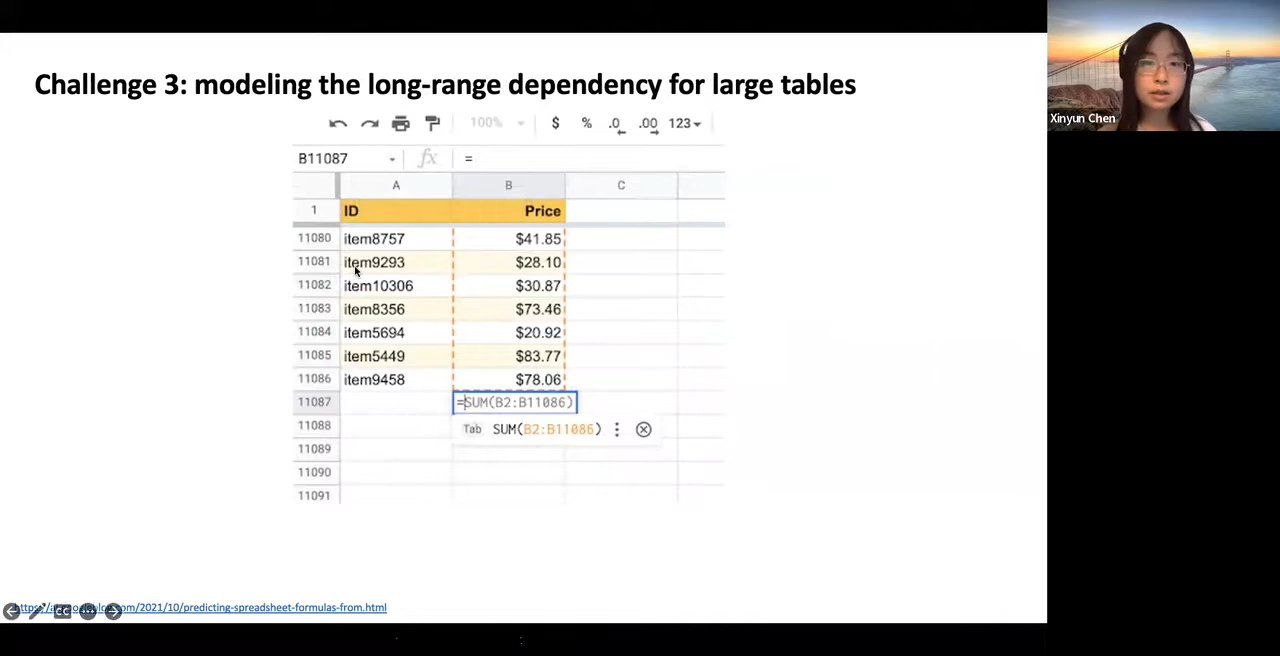 Challenge 3: modeling the long-range dependency for large tables
Xinyun Chen
100% $ % .0 .00 123
B11087 fx =
A B C
1 ID Price
11080 item8757 $41.85
11081 item9293 $28.10
11082 item10306 $30.87
11083 item8356 $73.46
11084 item5694 $20.92
11085 item5449 $83.77
11086 item9458 $78.06
11087 =SUM(B2:B11086)
11088 Tab SUM(B2:B11086)
11089
11090
11091
CC
/2021/10/predicting-spreadsheet-formulas-from.html